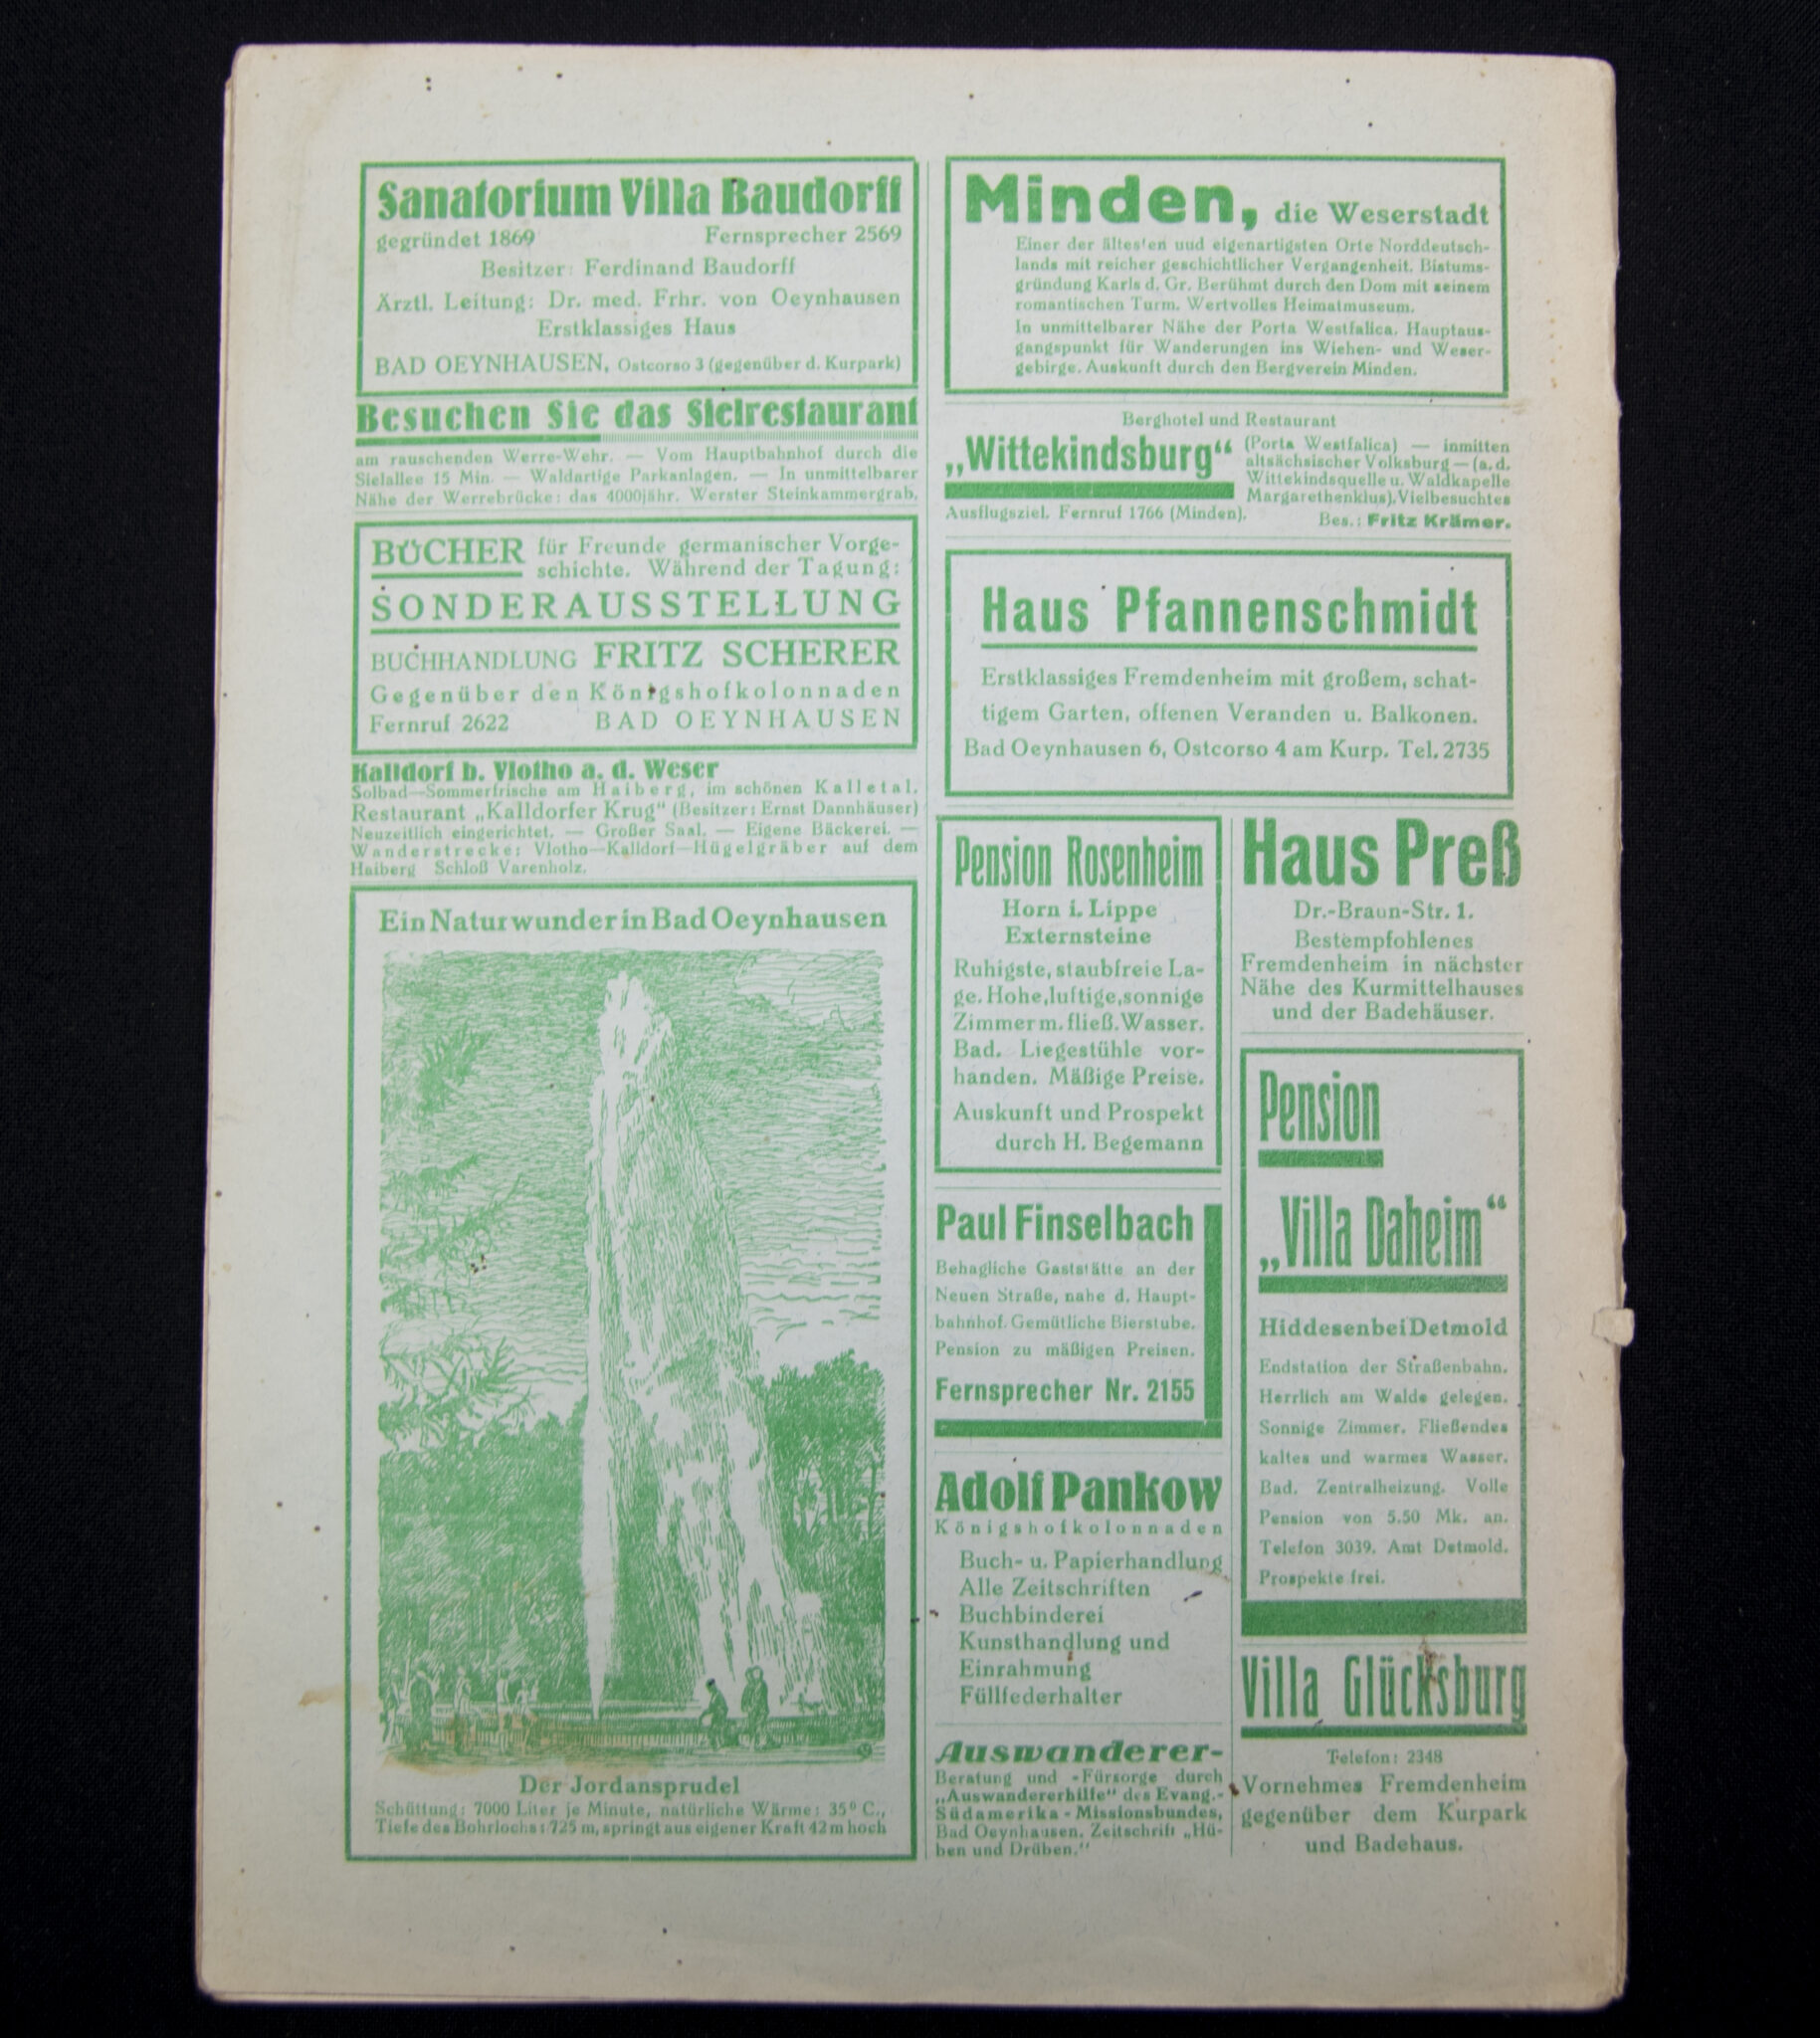 Sanatorium Villa Baudorff
gegründet 1869 Fernsprecher 2569
Besitzer: Ferdinand Baudorff
Ärztl. Leitung: Dr. med. Frhr. von Oeynhausen
Erstklassiges Haus
BAD OEYNHAUSEN, Ostcorso 3 (gegenüber d. Kurpark)
Besuchen Sie das Sielrestaurant
am rauschenden Werre-Wehr. — Vom Hauptbahnhof durch die
Sielallee 15 Min. — Waldartige Parkanlagen. — In unmittelbarer
Nähe der Werrebrücke: das 4000jähr. Werster Steinkammergrab.
BÜCHER für Freunde germanischer Vorge-
schichte. Während der Tagung:
SONDERAUSSTELLUNG
BUCHHANDLUNG FRITZ SCHERER
Gegenüber den Königshofkolonnaden
Fernruf 2622 BAD OEYNHAUSEN
Kalldorf b. Vlotho a. d. Weser
Solbad—Sommerfrische am Haiberg, im schönen Kalletal.
Restaurant „Kalldorfer Krug“ (Besitzer: Ernst Dannhäuser)
Neuzeitlich eingerichtet. — Großer Saal. — Eigene Bäckerei. —
Wanderstrecke: Vlotho—Kalldorf—Hügelgräber auf dem
Haiberg Schloß Varenholz.
Ein Naturwunder in Bad Oeynhausen
Der Jordansprudel
Schüttung: 7000 Liter je Minute, natürliche Wärme: 35° C.,
Tiefe des Bohrlochs: 725 m, springt aus eigener Kraft 42 m hoch
Minden, die Weserstadt
Einer der ältesten uud eigenartigsten Orte Norddeutsch-
lands mit reicher geschichtlicher Vergangenheit. Bistums-
gründung Karls d. Gr. Berühmt durch den Dom mit seinem
romantischen Turm. Wertvolles Heimatmuseum.
In unmittelbarer Nähe der Porta Westfalica. Hauptaus-
gangspunkt für Wanderungen ins Wiehen- und Weser-
gebirge. Auskunft durch den Bergverein Minden.
Berghotel und Restaurant
„Wittekindsburg“ (Porta Westfalica) — inmitten
altsächsischer Volksburg — (a. d.
Wittekindsquelle u. Waldkapelle
Margarethenklus). Vielbesuchtes
Ausflugsziel. Fernruf 1766 (Minden). Bes.: Fritz Krämer.
Haus Pfannenschmidt
Erstklassiges Fremdenheim mit großem, schat-
tigem Garten, offenen Veranden u. Balkonen.
Bad Oeynhausen 6, Ostcorso 4 am Kurp. Tel. 2735
Pension Rosenheim
Horn i. Lippe
Externsteine
Ruhigste, staubfreie La-
ge. Hohe, luftige, sonnige
Zimmer m. fließ. Wasser.
Bad. Liegestühle vor-
handen. Mäßige Preise.
Auskunft und Prospekt
durch H. Begemann
Paul Finselbach
Behagliche Gaststätte an der
Neuen Straße, nahe d. Haupt-
bahnhof. Gemütliche Bierstube.
Pension zu mäßigen Preisen.
Fernsprecher Nr. 2155
Adolf Pankow
Königshofkolonnaden
Buch- u. Papierhandlung
Alle Zeitschriften
Buchbinderei
Kunsthandlung und
Einrahmung
Füllfederhalter
Auswanderer-
Beratung und -Fürsorge durch
„Auswandererhilfe“ des Evang.-
Südamerika-Missionsbundes,
Bad Oeynhausen. Zeitschrift „Hü-
ben und Drüben.“
Haus Preß
Dr.-Braun-Str. 1.
Bestempfohlenes
Fremdenheim in nächster
Nähe des Kurmittelhauses
und der Badehäuser.
Pension
„Villa Daheim“
Hiddesen bei Detmold
Endstation der Straßenbahn.
Herrlich am Walde gelegen.
Sonnige Zimmer. Fließendes
kaltes und warmes Wasser.
Bad. Zentralheizung. Volle
Pension von 5.50 Mk. an.
Telefon 3039. Amt Detmold.
Prospekte frei.
Villa Glücksburg
Telefon: 2348
Vornehmes Fremdenheim
gegenüber dem Kurpark
und Badehaus.